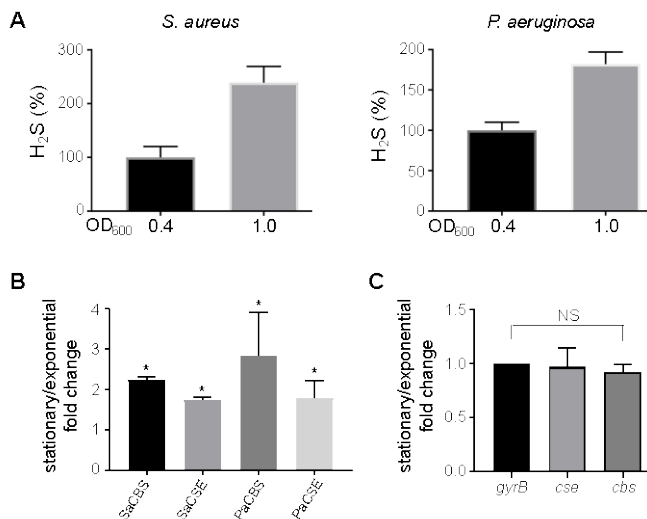 A
S. aureus
P. aeruginosa
H₂S (%)
300
200
100
0
OD₆₀₀ 0.4 1.0
H₂S (%)
200
150
100
50
0
OD₆₀₀ 0.4 1.0
B
stationary/exponential
fold change
4
3
2
1
0
* * * *
SaCBS SaCSE PaCBS PaCSE
C
stationary/exponential
fold change
1.5
1.0
0.5
0.0
NS
gyrB cse cbs